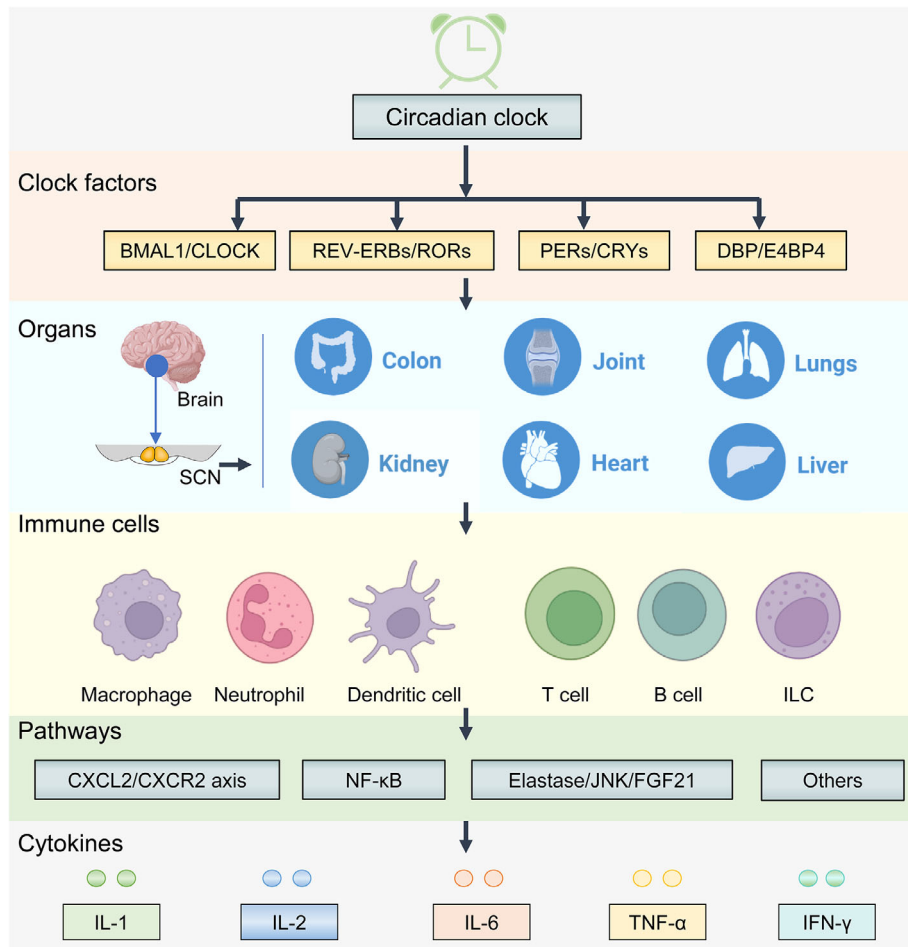 Circadian clock
Clock factors
BMAL1/CLOCK
REV-ERBs/RORs
PERs/CRYs
DBP/E4BP4
Organs
Brain
SCN
Colon
Joint
Lungs
Kidney
Heart
Liver
Immune cells
Macrophage
Neutrophil
Dendritic cell
T cell
B cell
ILC
Pathways
CXCL2/CXCR2 axis
NF-κB
Elastase/JNK/FGF21
Others
Cytokines
IL-1
IL-2
IL-6
TNF-α
IFN-γ